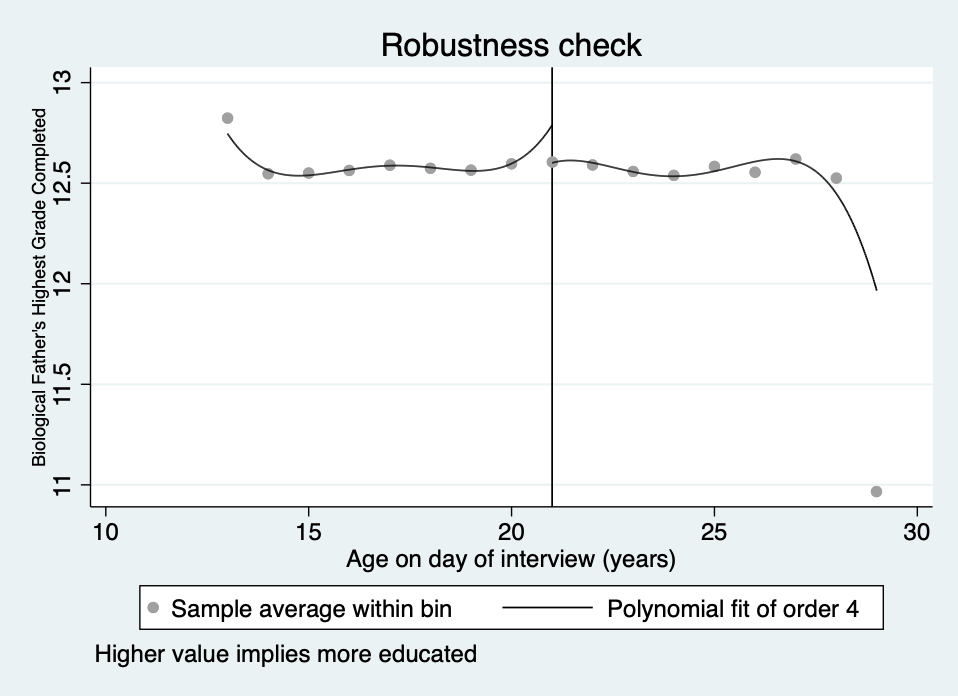 Robustness check
Biological Father's Highest Grade Completed
13
12.5
12
11.5
11
10 15 20 25 30
Age on day of interview (years)
Sample average within bin Polynomial fit of order 4
Higher value implies more educated